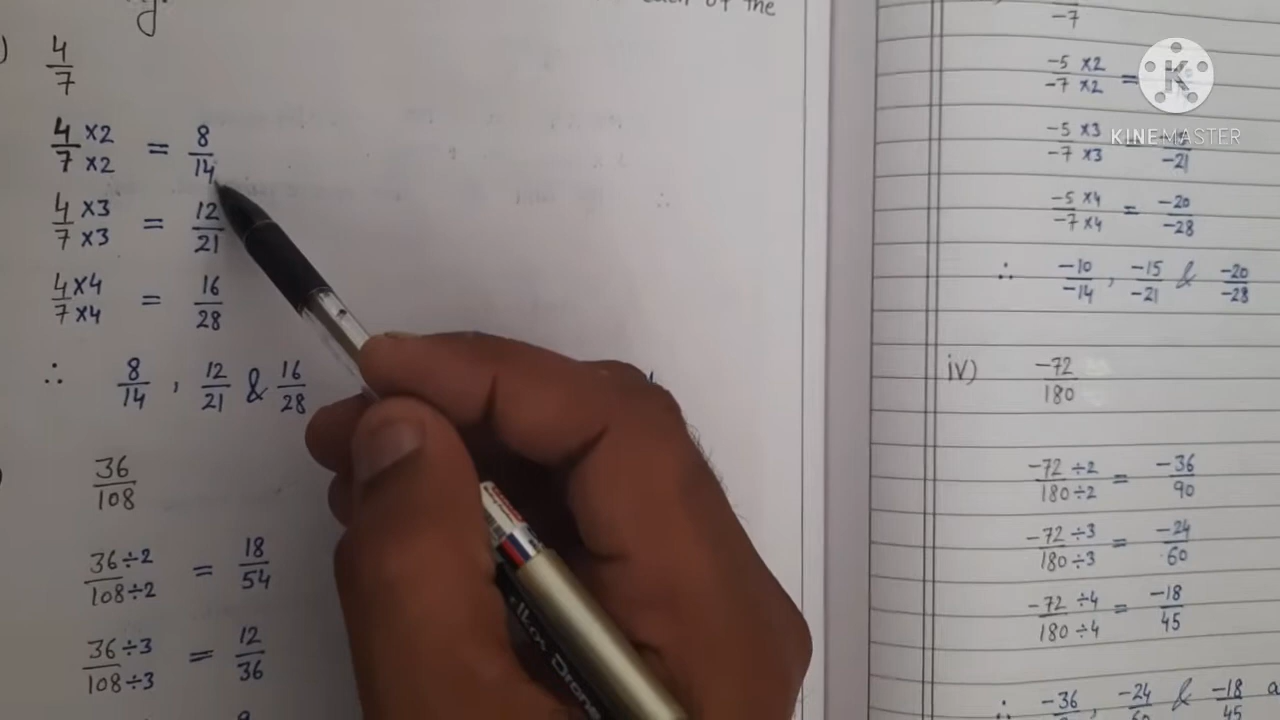 of the
)
4/7
4/7 ×2/×2 = 8/14
4/7 ×3/×3 = 12/21
4/7 ×4/×4 = 16/28
∴ 8/14 , 12/21 & 16/28
36/108
36÷2/108÷2 = 18/54
36÷3/108÷3 = 12/36
-7
-5 ×2/-7 ×2 =
-5 ×3/-7 ×3 = /-21
-5 ×4/-7 ×4 = -20/-28
∴ -10/-14 , -15/-21 & -20/-28
iv) -72/180
-72 ÷2/180 ÷2 = -36/90
-72 ÷3/180 ÷3 = -24/60
-72 ÷4/180 ÷4 = -18/45
∴ -36/ , -24/60 & -18/45
K
KINEMASTER